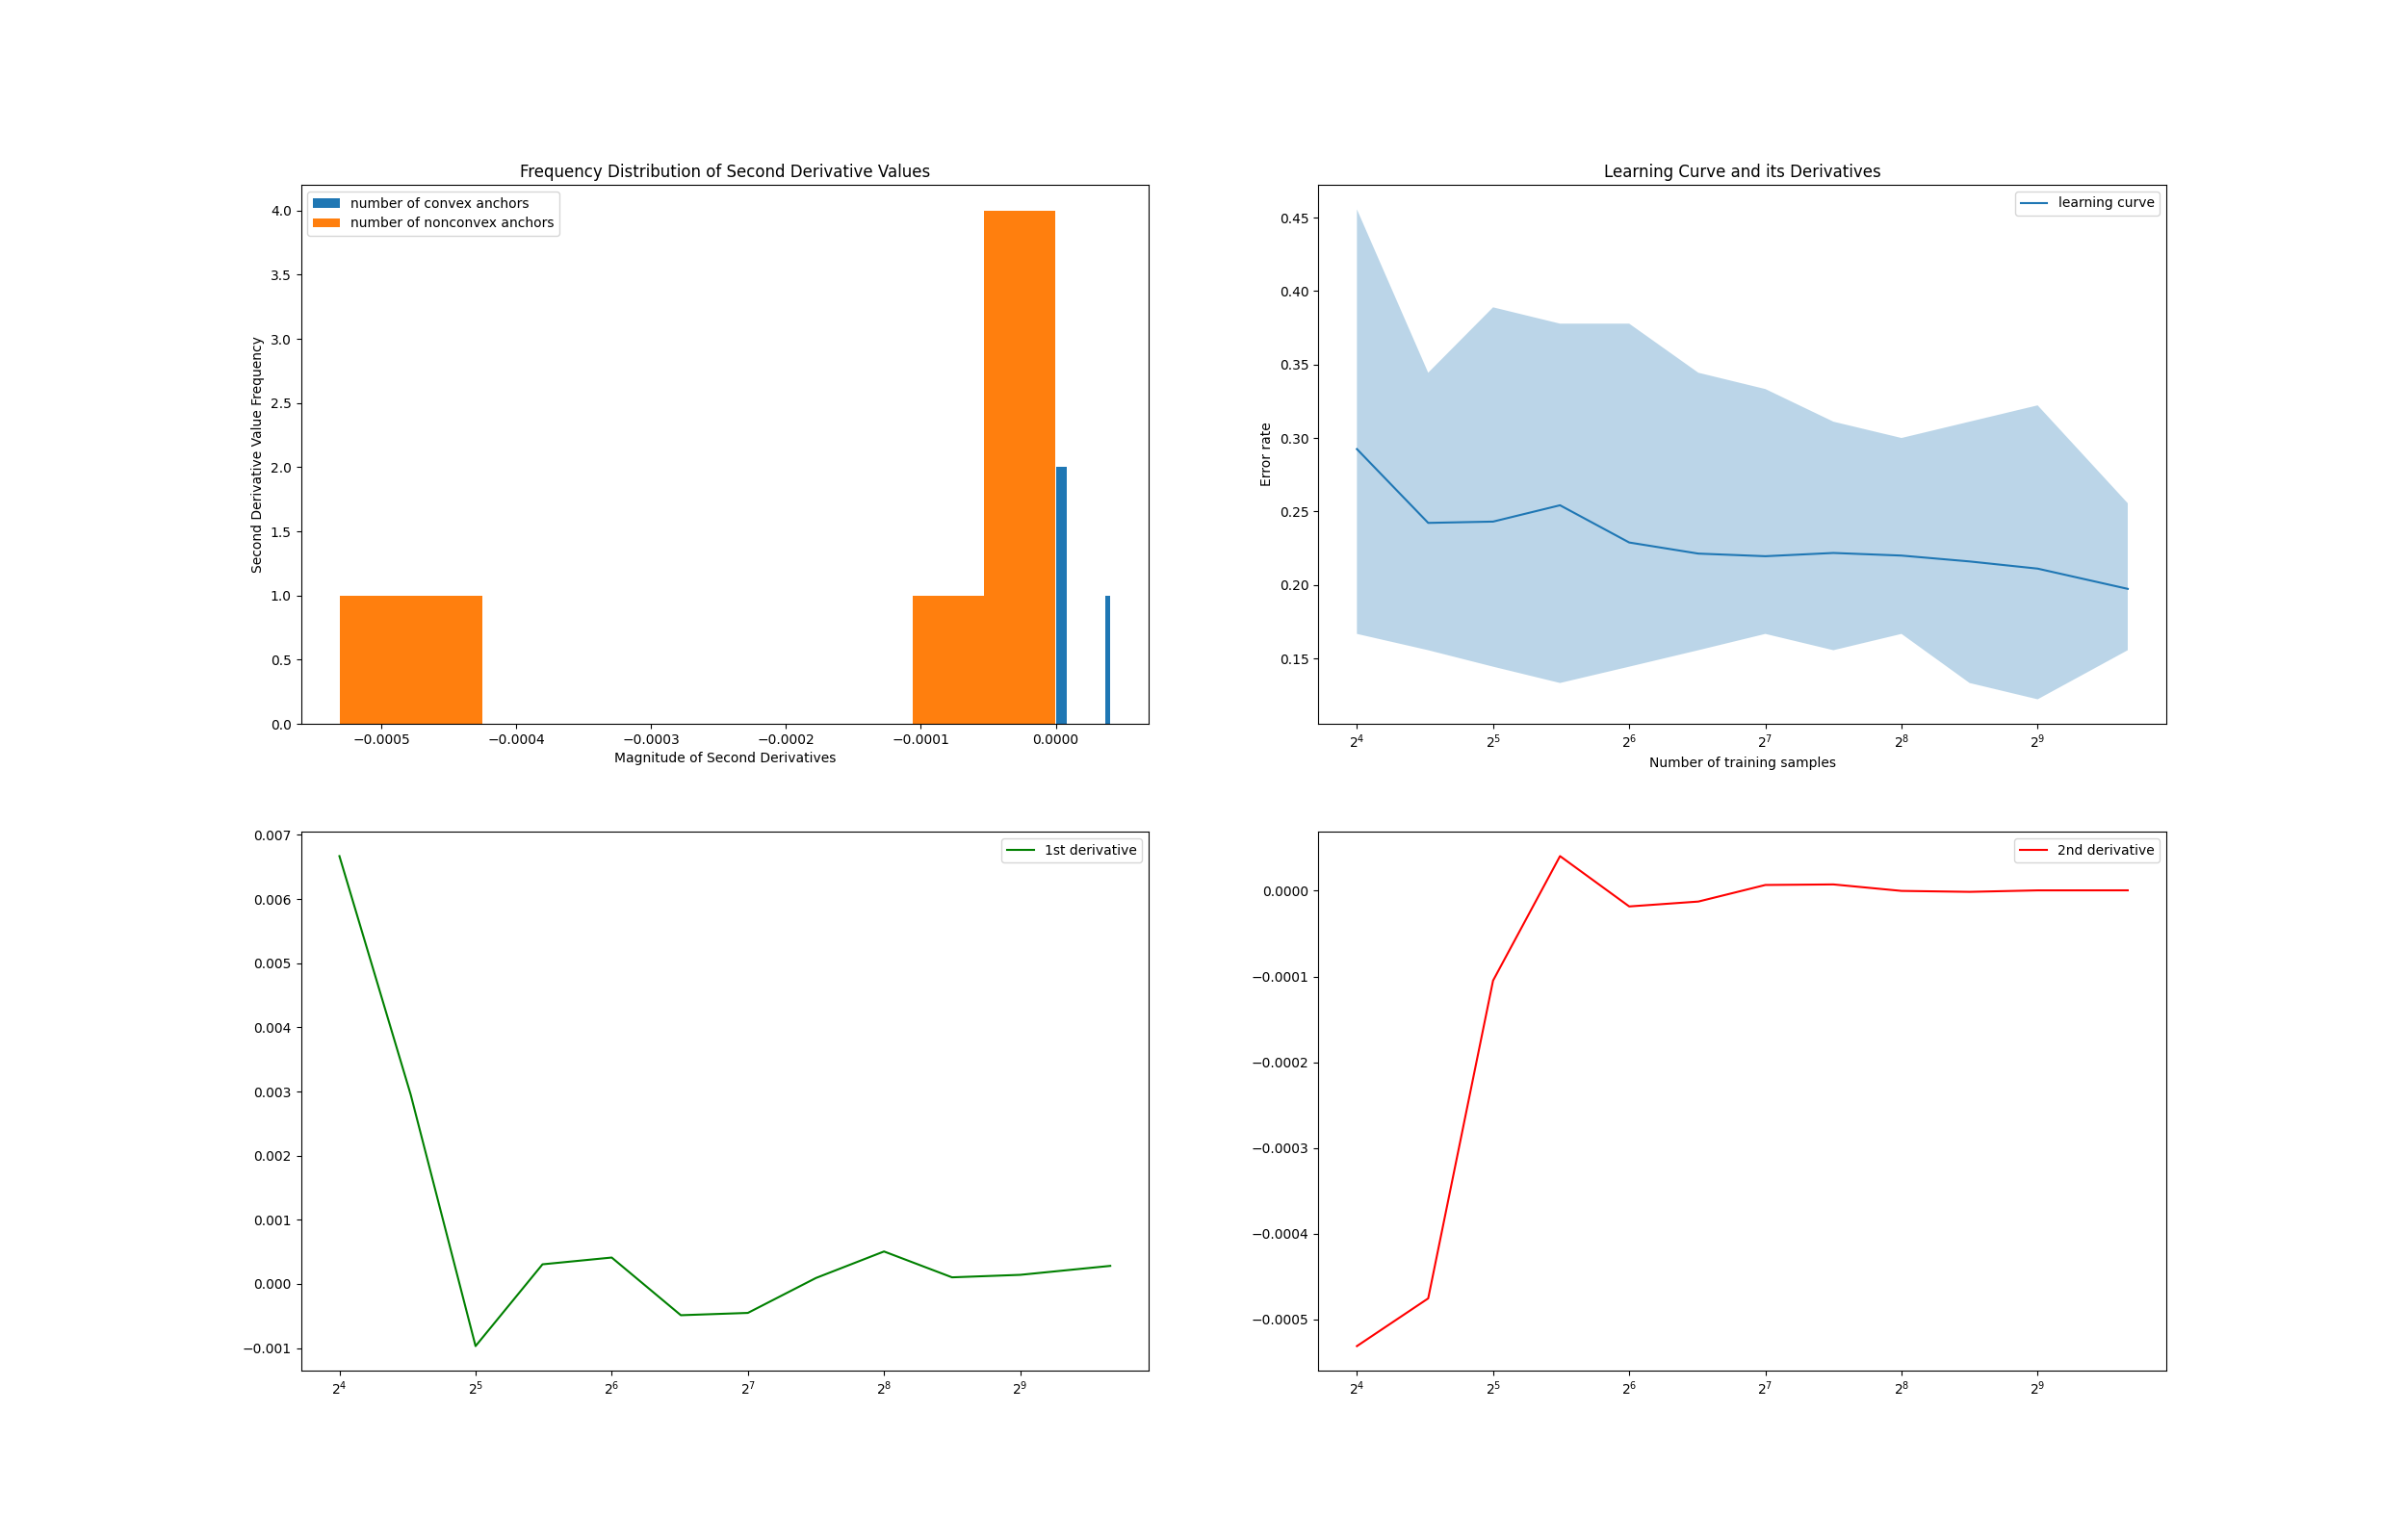 Frequency Distribution of Second Derivative Values
number of convex anchors
number of nonconvex anchors
4.0
3.5
3.0
2.5
2.0
1.5
1.0
0.5
0.0
Second Derivative Value Frequency
−0.0005 −0.0004 −0.0003 −0.0002 −0.0001 0.0000
Magnitude of Second Derivatives
Learning Curve and its Derivatives
learning curve
0.45
0.40
0.35
0.30
0.25
0.20
0.15
Error rate
2⁴ 2⁵ 2⁶ 2⁷ 2⁸ 2⁹
Number of training samples
1st derivative
0.007
0.006
0.005
0.004
0.003
0.002
0.001
0.000
−0.001
2⁴ 2⁵ 2⁶ 2⁷ 2⁸ 2⁹
2nd derivative
0.0000
−0.0001
−0.0002
−0.0003
−0.0004
−0.0005
2⁴ 2⁵ 2⁶ 2⁷ 2⁸ 2⁹